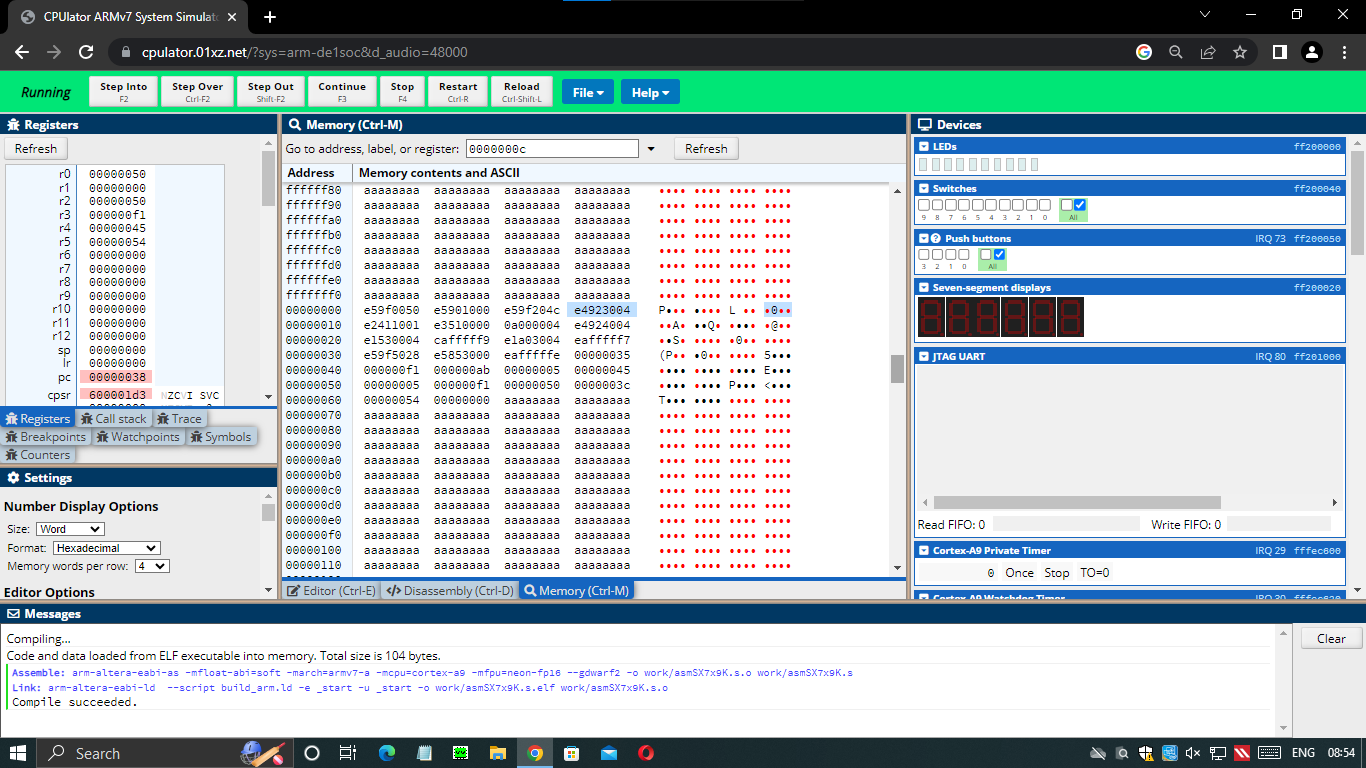 CPUlator ARMv7 System Simulato
cpulator.01xz.net/?sys=arm-de1soc&d_audio=48000
Running
Step Into F2
Step Over Ctrl-F2
Step Out Shift-F2
Continue F3
Stop F4
Restart Ctrl-R
Reload Ctrl-Shift-L
File
Help
Registers
Refresh
r0 00000050
r1 00000000
r2 00000050
r3 000000f1
r4 00000045
r5 00000054
r6 00000000
r7 00000000
r8 00000000
r9 00000000
r10 00000000
r11 00000000
r12 00000000
sp 00000000
lr 00000000
pc 00000038
cpsr 600001d3 NZCVI SVC
Registers Call stack Trace
Breakpoints Watchpoints Symbols
Counters
Settings
Number Display Options
Size: Word
Format: Hexadecimal
Memory words per row: 4
Editor Options
Memory (Ctrl-M)
Go to address, label, or register: 0000000c Refresh
Address Memory contents and ASCII
ffffff80 aaaaaaaa aaaaaaaa aaaaaaaa aaaaaaaa
ffffff90 aaaaaaaa aaaaaaaa aaaaaaaa aaaaaaaa
ffffffa0 aaaaaaaa aaaaaaaa aaaaaaaa aaaaaaaa
ffffffb0 aaaaaaaa aaaaaaaa aaaaaaaa aaaaaaaa
ffffffc0 aaaaaaaa aaaaaaaa aaaaaaaa aaaaaaaa
ffffffd0 aaaaaaaa aaaaaaaa aaaaaaaa aaaaaaaa
ffffffe0 aaaaaaaa aaaaaaaa aaaaaaaa aaaaaaaa
fffffff0 aaaaaaaa aaaaaaaa aaaaaaaa aaaaaaaa
00000000 e59f0050 e5901000 e59f204c e4923004 P••• •••• L •• •0••
00000010 e2411001 e3510000 0a000004 e4924004 ••A• ••Q• •••• •@••
00000020 e1530004 cafffff9 e1a03004 eafffff7 ••S• •••• •0•• ••••
00000030 e59f5028 e5853000 eafffffe 00000035 (P•• •0•• •••• 5•••
00000040 000000f1 000000ab 00000005 00000045 •••• •••• •••• E•••
00000050 00000005 000000f1 00000050 0000003c •••• •••• P••• <•••
00000060 00000054 00000000 aaaaaaaa aaaaaaaa T••• •••• •••• ••••
00000070 aaaaaaaa aaaaaaaa aaaaaaaa aaaaaaaa
00000080 aaaaaaaa aaaaaaaa aaaaaaaa aaaaaaaa
00000090 aaaaaaaa aaaaaaaa aaaaaaaa aaaaaaaa
000000a0 aaaaaaaa aaaaaaaa aaaaaaaa aaaaaaaa
000000b0 aaaaaaaa aaaaaaaa aaaaaaaa aaaaaaaa
000000c0 aaaaaaaa aaaaaaaa aaaaaaaa aaaaaaaa
000000d0 aaaaaaaa aaaaaaaa aaaaaaaa aaaaaaaa
000000e0 aaaaaaaa aaaaaaaa aaaaaaaa aaaaaaaa
000000f0 aaaaaaaa aaaaaaaa aaaaaaaa aaaaaaaa
00000100 aaaaaaaa aaaaaaaa aaaaaaaa aaaaaaaa
00000110 aaaaaaaa aaaaaaaa aaaaaaaa aaaaaaaa
Editor (Ctrl-E) Disassembly (Ctrl-D) Memory (Ctrl-M)
Devices
LEDs ff200000
Switches ff200040
9 8 7 6 5 4 3 2 1 0 All
Push buttons IRQ 73 ff200050
3 2 1 0 All
Seven-segment displays ff200020
JTAG UART IRQ 80 ff201000
Read FIFO: 0 Write FIFO: 0
Cortex-A9 Private Timer IRQ 29 fffec600
0 Once Stop TO=0
Cortex-A9 Watchdog Timer IRQ 30 fffec620
Messages
Compiling...
Code and data loaded from ELF executable into memory. Total size is 104 bytes.
Assemble: arm-altera-eabi-as -mfloat-abi=soft -march=armv7-a -mcpu=cortex-a9 -mfpu=neon-fp16 --gdwarf2 -o work/asmSX7x9K.s.o work/asmSX7x9K.s
Link: arm-altera-eabi-ld --script build_arm.ld -e _start -u _start -o work/asmSX7x9K.s.elf work/asmSX7x9K.s.o
Compile succeeded.
Clear
Search
ENG 08:54